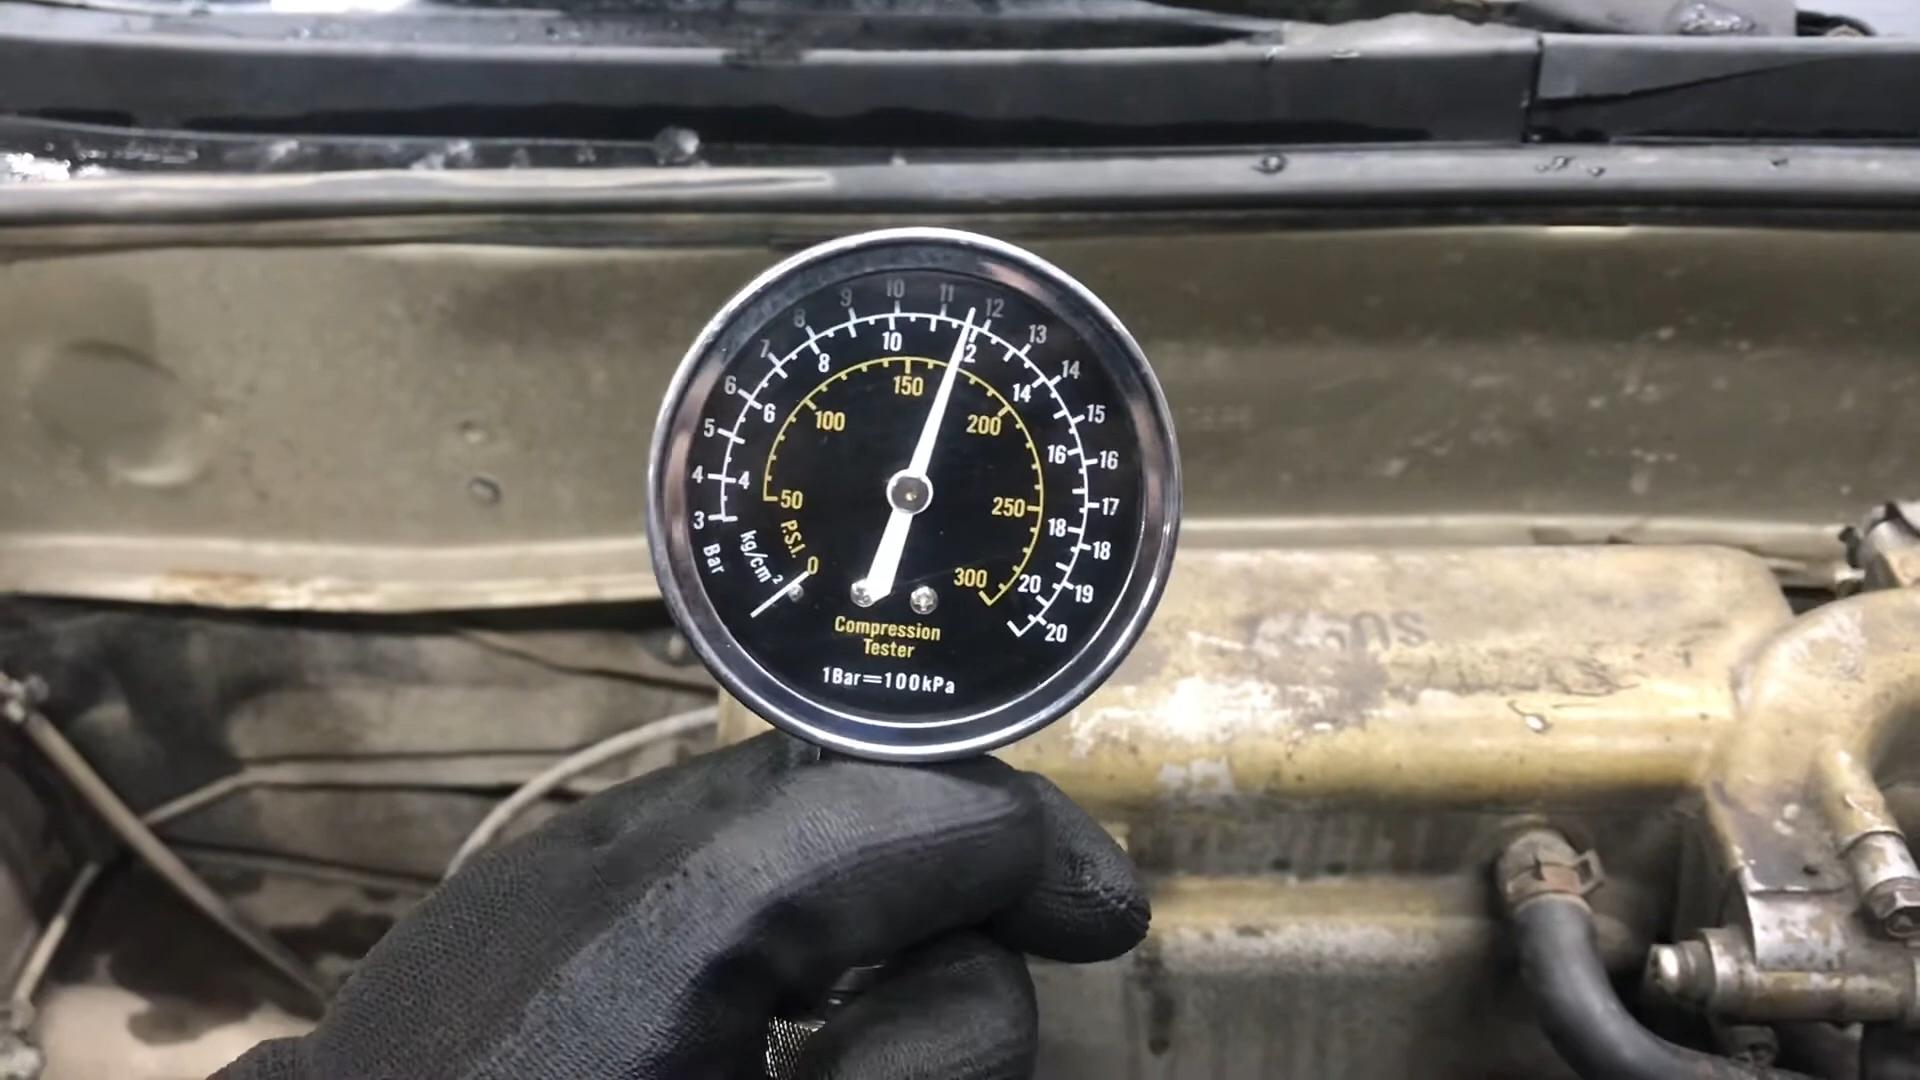 3 4 5 6 7 8 9 10 11 12 13 14 15 16 17 18 19 20
Bar
4 6 8 10 2 14 16 18 20
kg/cm²
0 50 100 150 200 250 300
P.S.I.
Compression
Tester
1Bar=100kPa